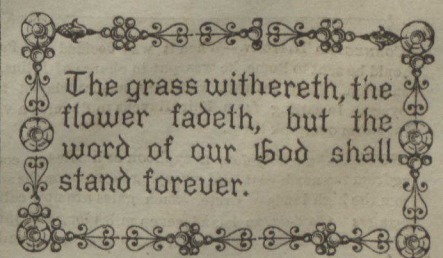 The grass withereth, the
flower fadeth, but the
word of our God shall
stand forever.